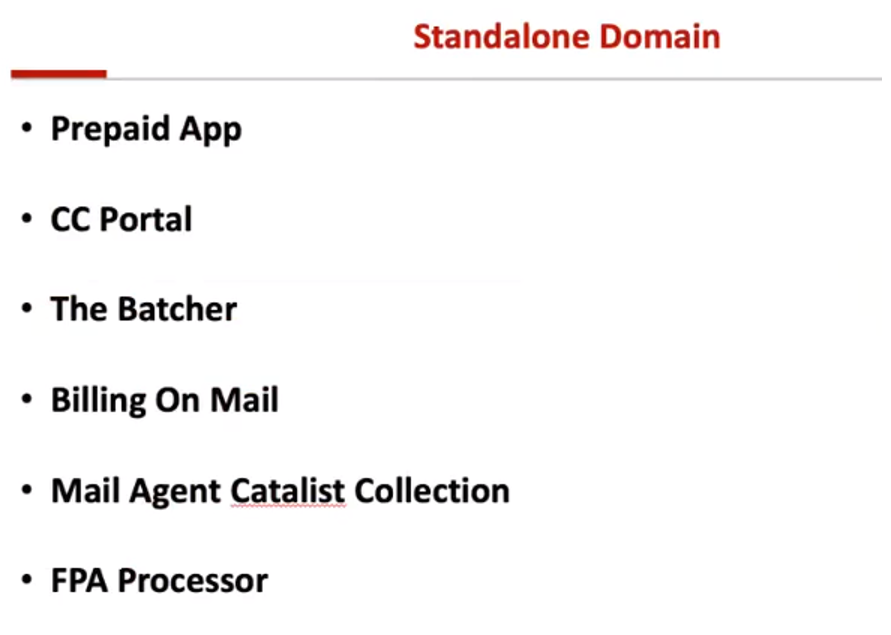 Standalone Domain
• Prepaid App
• CC Portal
• The Batcher
• Billing On Mail
• Mail Agent Catalist Collection
• FPA Processor